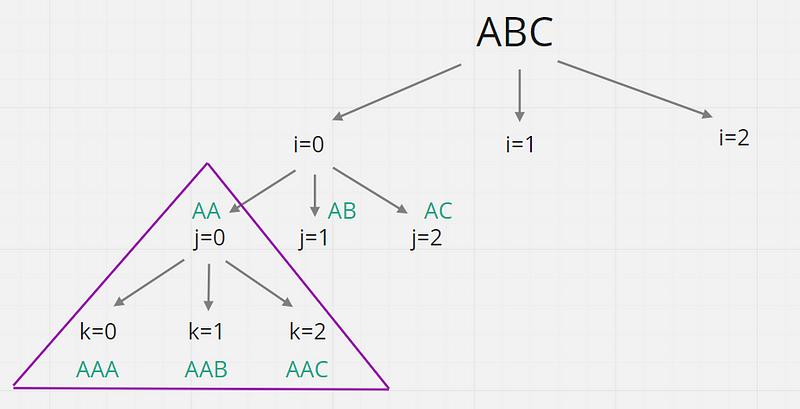 ABC
i=0 i=1 i=2
AA AB AC
j=0 j=1 j=2
k=0 k=1 k=2
AAA AAB AAC